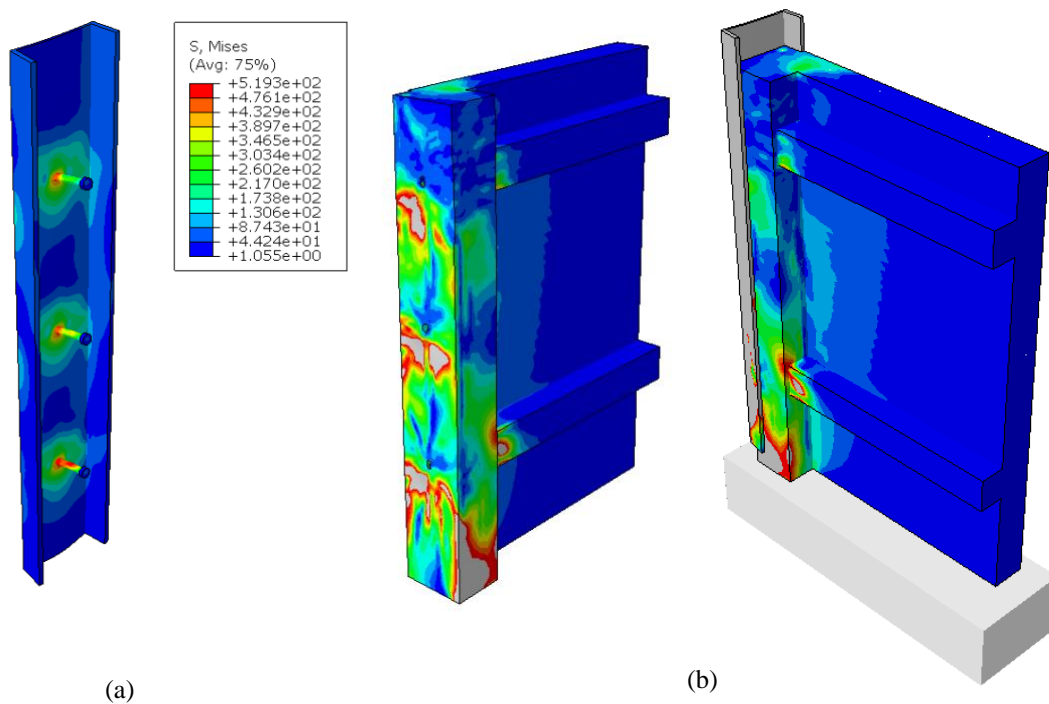 S, Mises
(Avg: 75%)
+5.193e+02
+4.761e+02
+4.329e+02
+3.897e+02
+3.465e+02
+3.034e+02
+2.602e+02
+2.170e+02
+1.738e+02
+1.306e+02
+8.743e+01
+4.424e+01
+1.055e+00
(a)
(b)